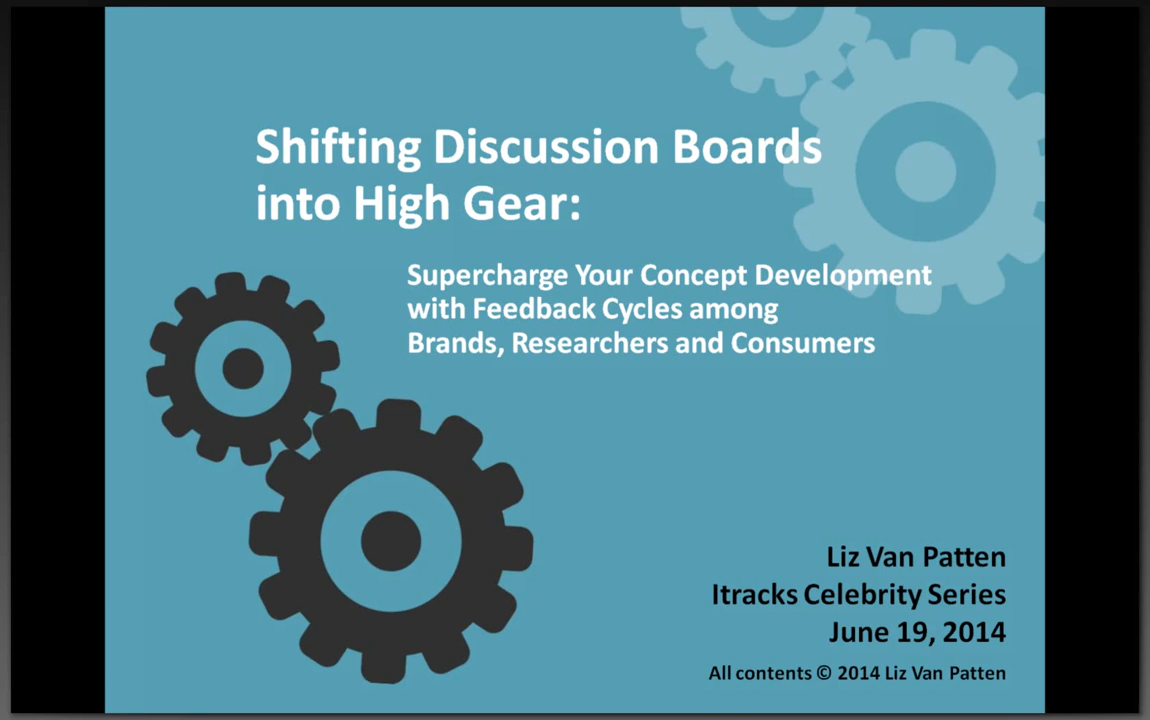 Shifting Discussion Boards
into High Gear:
Supercharge Your Concept Development
with Feedback Cycles among
Brands, Researchers and Consumers
Liz Van Patten
Itracks Celebrity Series
June 19, 2014
All contents © 2014 Liz Van Patten